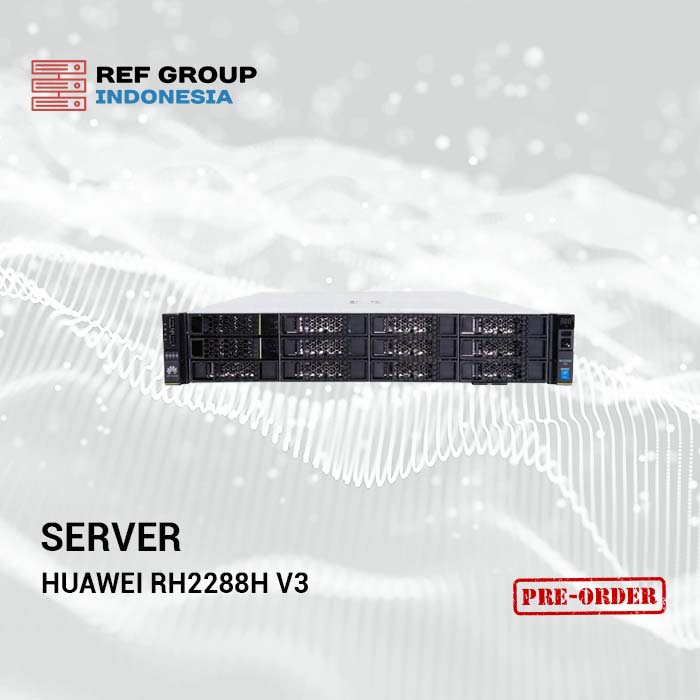 REF GROUP
INDONESIA
SERVER
HUAWEI RH2288H V3
PRE-ORDER